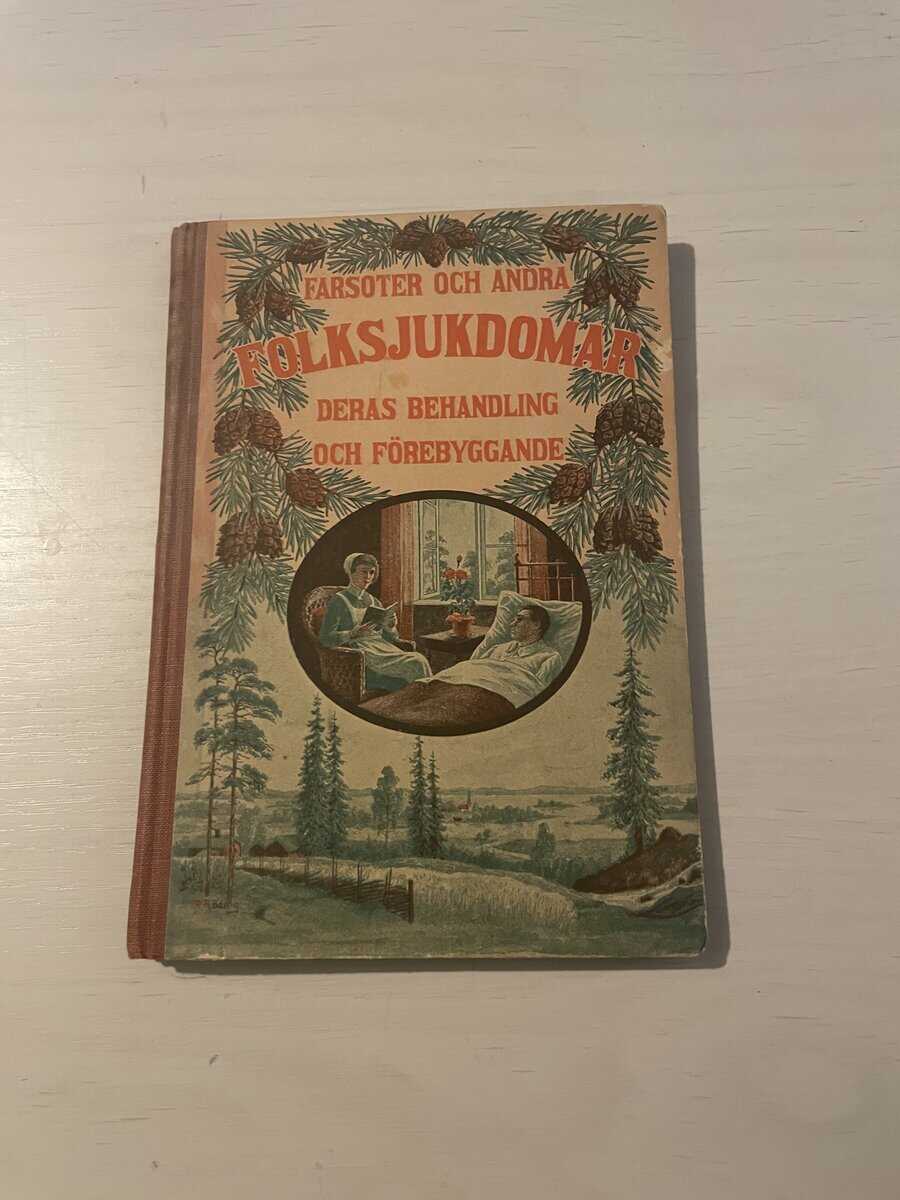 FARSOTER OCH ANDRA
FOLKSJUKDOMAR
DERAS BEHANDLING
OCH FÖREBYGGANDE